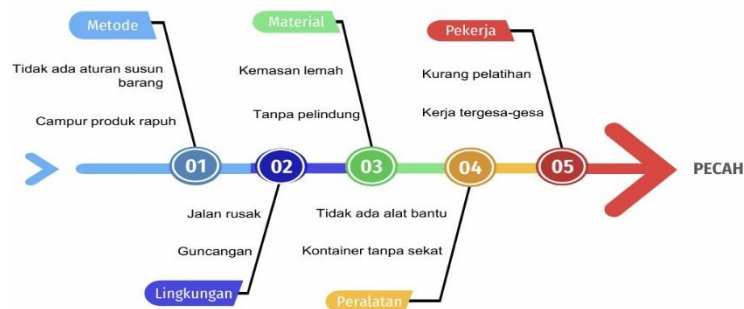 Metode
Material
Pekerja
Tidak ada aturan susun
barang
Campur produk rapuh
Kemasan lemah
Tanpa pelindung
Kurang pelatihan
Kerja tergesa-gesa
01
02
03
04
05
PECAH
Jalan rusak
Guncangan
Lingkungan
Tidak ada alat bantu
Kontainer tanpa sekat
Peralatan